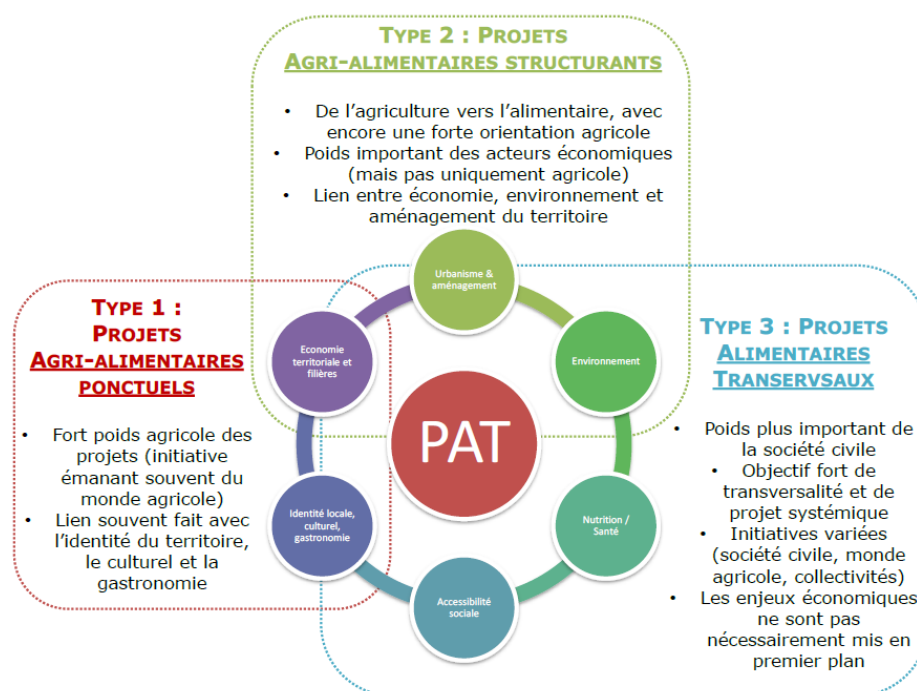 TYPE 2 : PROJETS
AGRI-ALIMENTAIRES STRUCTURANTS
• De l'agriculture vers l'alimentaire, avec
encore une forte orientation agricole
• Poids important des acteurs économiques
(mais pas uniquement agricole)
• Lien entre économie, environnement et
aménagement du territoire
TYPE 1 :
PROJETS
AGRI-ALIMENTAIRES
PONCTUELS
• Fort poids agricole des
projets (initiative
émanant souvent du
monde agricole)
• Lien souvent fait avec
l'identité du territoire,
le culturel et la
gastronomie
Urbanisme &
aménagement
Economie
territoriale et
filières
Environnement
PAT
Identité locale,
culturel,
gastronomie
Nutrition /
Santé
Accessibilité
sociale
TYPE 3 : PROJETS
ALIMENTAIRES
TRANSERVSAUX
• Poids plus important de
la société civile
• Objectif fort de
transversalité et de
projet systémique
• Initiatives variées
(société civile, monde
agricole, collectivités)
• Les enjeux économiques
ne sont pas
nécessairement mis en
premier plan